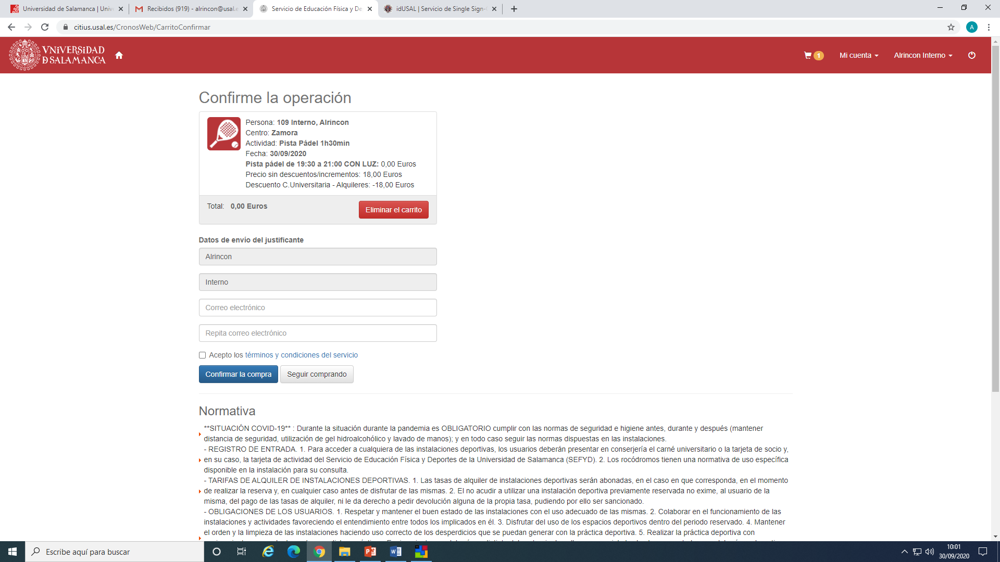 Universidad de Salamanca | Unive
Recibidos (919) - alrincon@usal.e
Servicio de Educación Física y De
idUSAL | Servicio de Single Sign-
citius.usal.es/CronosWeb/CarritoConfirmar
A
VNiVERSiDAD
D SALAMANCA
1
Mi cuenta
Alrincon Interno
Confirme la operación
Persona: 109 Interno, Alrincon
Centro: Zamora
Actividad: Pista Pádel 1h30min
Fecha: 30/09/2020
Pista pádel de 19:30 a 21:00 CON LUZ: 0,00 Euros
Precio sin descuentos/incrementos: 18,00 Euros
Descuento C.Universitaria - Alquileres: -18,00 Euros
Total: 0,00 Euros
Eliminar el carrito
Datos de envío del justificante
Alrincon
Interno
Correo electrónico
Repita correo electrónico
Acepto los términos y condiciones del servicio
Confirmar la compra
Seguir comprando
Normativa
**SITUACIÓN COVID-19** : Durante la situación durante la pandemia es OBLIGATORIO cumplir con las normas de seguridad e higiene antes, durante y después (mantener
distancia de seguridad, utilización de gel hidroalcohólico y lavado de manos); y en todo caso seguir las normas dispuestas en las instalaciones.
- REGISTRO DE ENTRADA. 1. Para acceder a cualquiera de las instalaciones deportivas, los usuarios deberán presentar en conserjería el carné universitario o la tarjeta de socio y,
en su caso, la tarjeta de actividad del Servicio de Educación Física y Deportes de la Universidad de Salamanca (SEFYD). 2. Los rocódromos tienen una normativa de uso específica
disponible en la instalación para su consulta.
- TARIFAS DE ALQUILER DE INSTALACIONES DEPORTIVAS. 1. Las tasas de alquiler de instalaciones deportivas serán abonadas, en el caso en que corresponda, en el momento
de realizar la reserva y, en cualquier caso antes de disfrutar de las mismas. 2. El no acudir a utilizar una instalación deportiva previamente reservada no exime, al usuario de la
misma, del pago de las tasas de alquiler, ni le da derecho a pedir devolución alguna de la propia tasa, pudiendo por ello ser sancionado.
- OBLIGACIONES DE LOS USUARIOS. 1. Respetar y mantener el buen estado de las instalaciones con el uso adecuado de las mismas. 2. Colaborar en el funcionamiento de las
instalaciones y actividades favoreciendo el entendimiento entre todos los implicados en él. 3. Disfrutar del uso de los espacios deportivos dentro del periodo reservado. 4. Mantener
el orden y la limpieza de las instalaciones haciendo uso correcto de los desperdicios que se puedan generar con la práctica deportiva. 5. Realizar la práctica deportiva con
Escribe aquí para buscar
10:01
30/09/2020